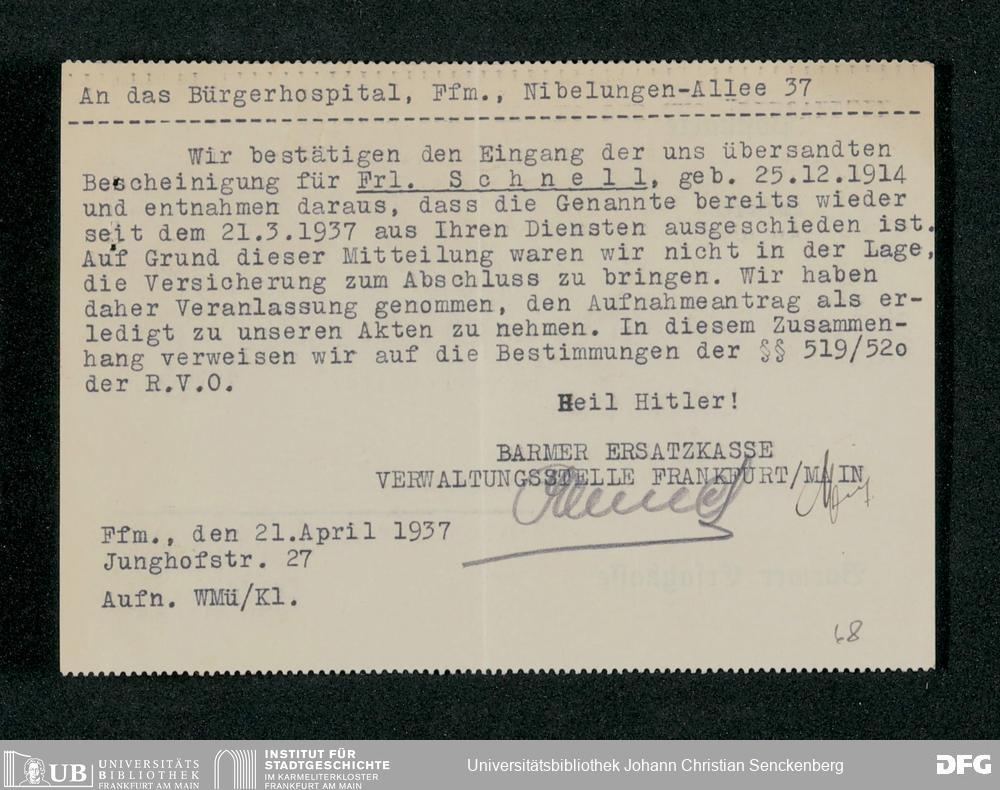 An das Bürgerhospital, Ffm., Nibelungen-Allee 37
Wir bestätigen den Eingang der uns übersandten
Bescheinigung für Frl. S c h n e l l, geb. 25.12.1914
und entnahmen daraus, dass die Genannte bereits wieder
seit dem 21.3.1937 aus Ihren Diensten ausgeschieden ist.
Auf Grund dieser Mitteilung waren wir nicht in der Lage,
die Versicherung zum Abschluss zu bringen. Wir haben
daher Veranlassung genommen, den Aufnahmeantrag als er-
ledigt zu unseren Akten zu nehmen. In diesem Zusammen-
hang verweisen wir auf die Bestimmungen der §§ 519/52o
der R.V.O.
Heil Hitler!
BARMER ERSATZKASSE
VERWALTUNGSSTELLE FRANKFURT/MAIN
Ffm., den 21.April 1937
Junghofstr. 27
Aufn. WMü/Kl.
68
UB UNIVERSITÄTS
BIBLIOTHEK
FRANKFURT AM MAIN
INSTITUT FÜR
STADTGESCHICHTE
IM KARMELITERKLOSTER
FRANKFURT AM MAIN
Universitätsbibliothek Johann Christian Senckenberg
DFG